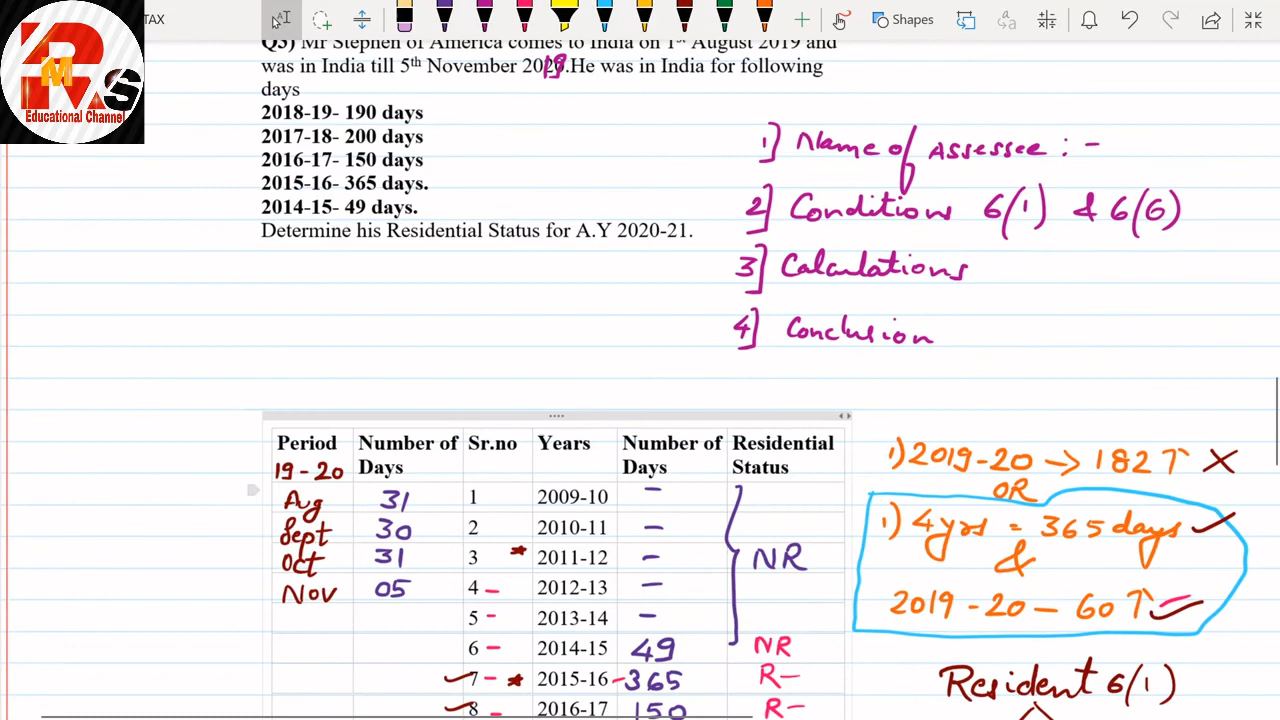 TAX
Shapes
RMS
Educational Channel
Q3) Mr Stephen of America comes to India on 1st August 2019 and
was in India till 5th November 2019.He was in India for following
days
2018-19- 190 days
2017-18- 200 days
2016-17- 150 days
2015-16- 365 days.
2014-15- 49 days.
Determine his Residential Status for A.Y 2020-21.
1] Name of Assessee : -
2] Conditions 6(1) & 6(6)
3] Calculations
4] Conclusion
Period Number of Days Sr.no Years Number of Days Residential Status
19-20
Aug 31 1 2009-10 -
Sept 30 2 2010-11 -
Oct 31 3 * 2011-12 - NR
Nov 05 4 - 2012-13 -
5 - 2013-14 -
6 - 2014-15 49 NR
✓7 - * 2015-16 -365 R-
✓8 - 2016-17 150 R-
1) 2019-20 → 182 ↑ X
OR
1) 4yrs = 365 days ✓
&
2019-20 - 60 ↑ ✓
Resident 6(1)